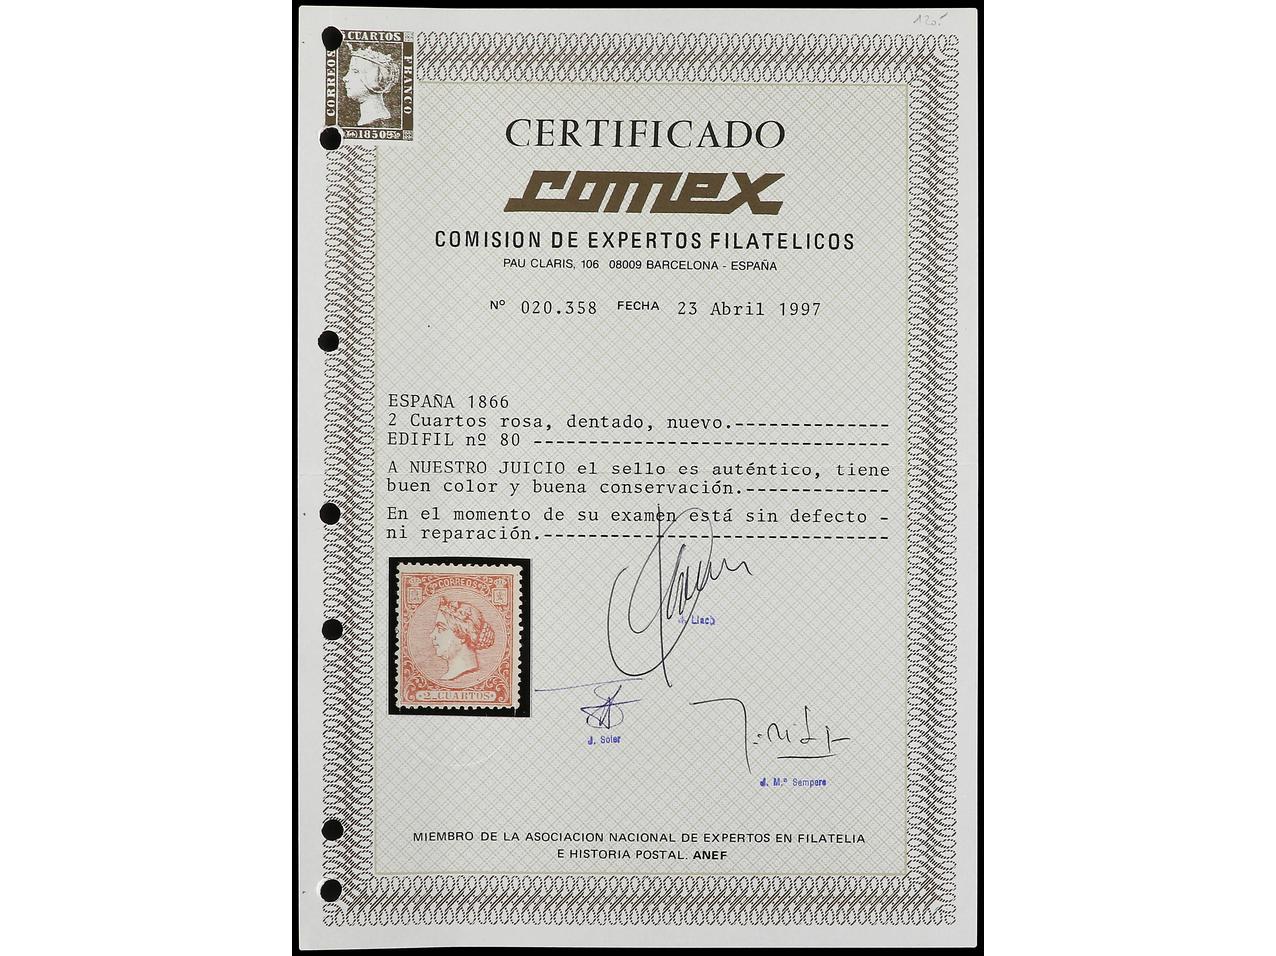 120.-
CUARTOS
CORREOS
FRANCO
1850
CERTIFICADO
comex
COMISION DE EXPERTOS FILATELICOS
PAU CLARIS, 106 08009 BARCELONA - ESPAÑA
Nº 020.358 FECHA 23 Abril 1997
ESPAÑA 1866
2 Cuartos rosa, dentado, nuevo.--------------
EDIFIL nº 80 --------------------------------
A NUESTRO JUICIO el sello es auténtico, tiene
buen color y buena conservación.-------------
En el momento de su examen está sin defecto -
ni reparación.-------------------------------
CORREOS
2 CUARTOS
Llach
J. Soler
J. M.ª Sempere
MIEMBRO DE LA ASOCIACION NACIONAL DE EXPERTOS EN FILATELIA
E HISTORIA POSTAL. ANEF